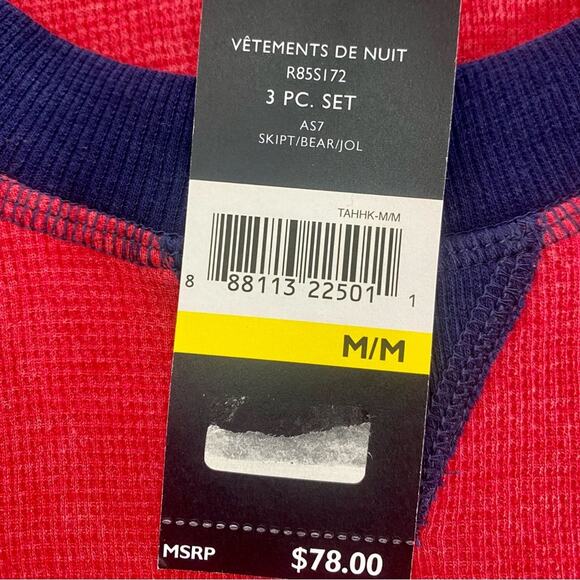 VÊTEMENTS DE NUIT
R85S172
3 PC. SET
AS7
SKIPT/BEAR/JOL
TAHHK-M/M
8 88113 22501 1
M/M
MSRP $78.00